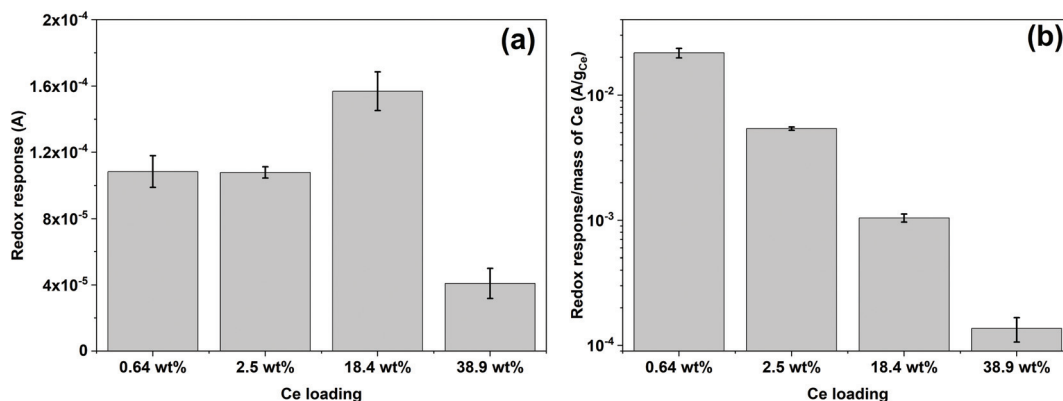 (a)
Redox response (A)
2x10⁻⁴
1.6x10⁻⁴
1.2x10⁻⁴
8x10⁻⁵
4x10⁻⁵
0
0.64 wt% 2.5 wt% 18.4 wt% 38.9 wt%
Ce loading
(b)
Redox response/mass of Ce (A/g_Ce)
10⁻²
10⁻³
10⁻⁴
0.64 wt% 2.5 wt% 18.4 wt% 38.9 wt%
Ce loading